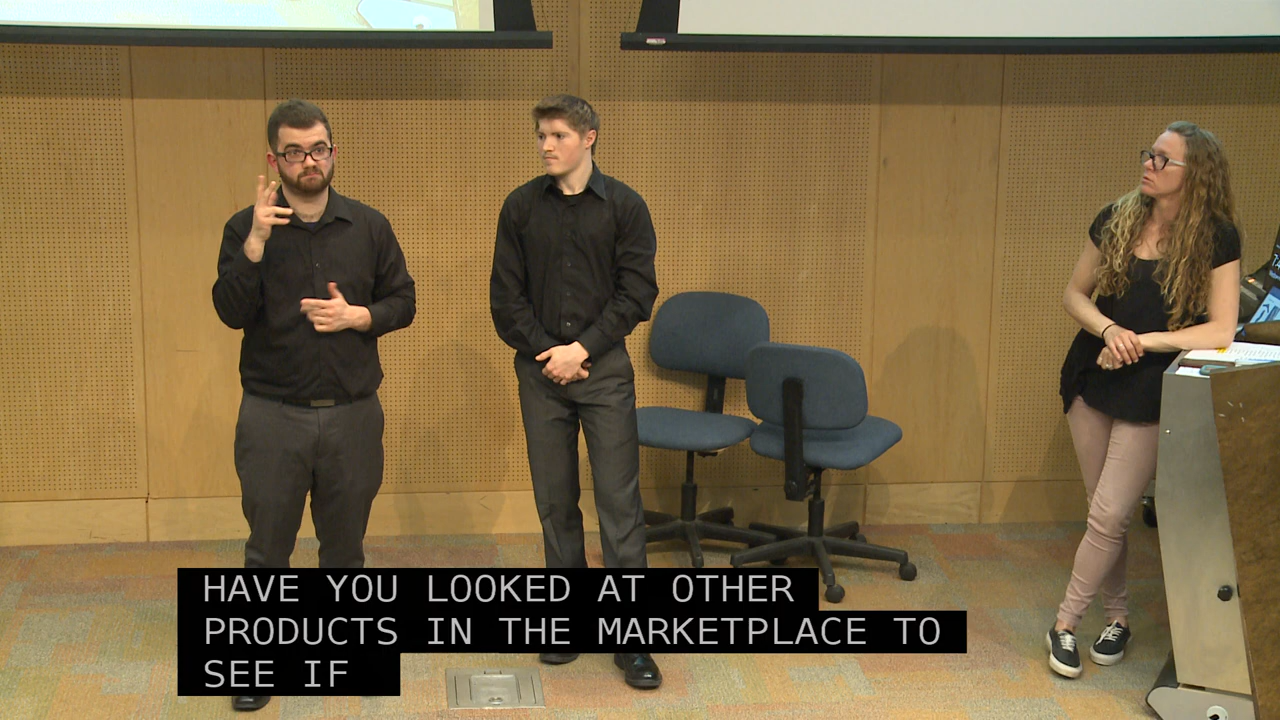 HAVE YOU LOOKED AT OTHER
PRODUCTS IN THE MARKETPLACE TO
SEE IF